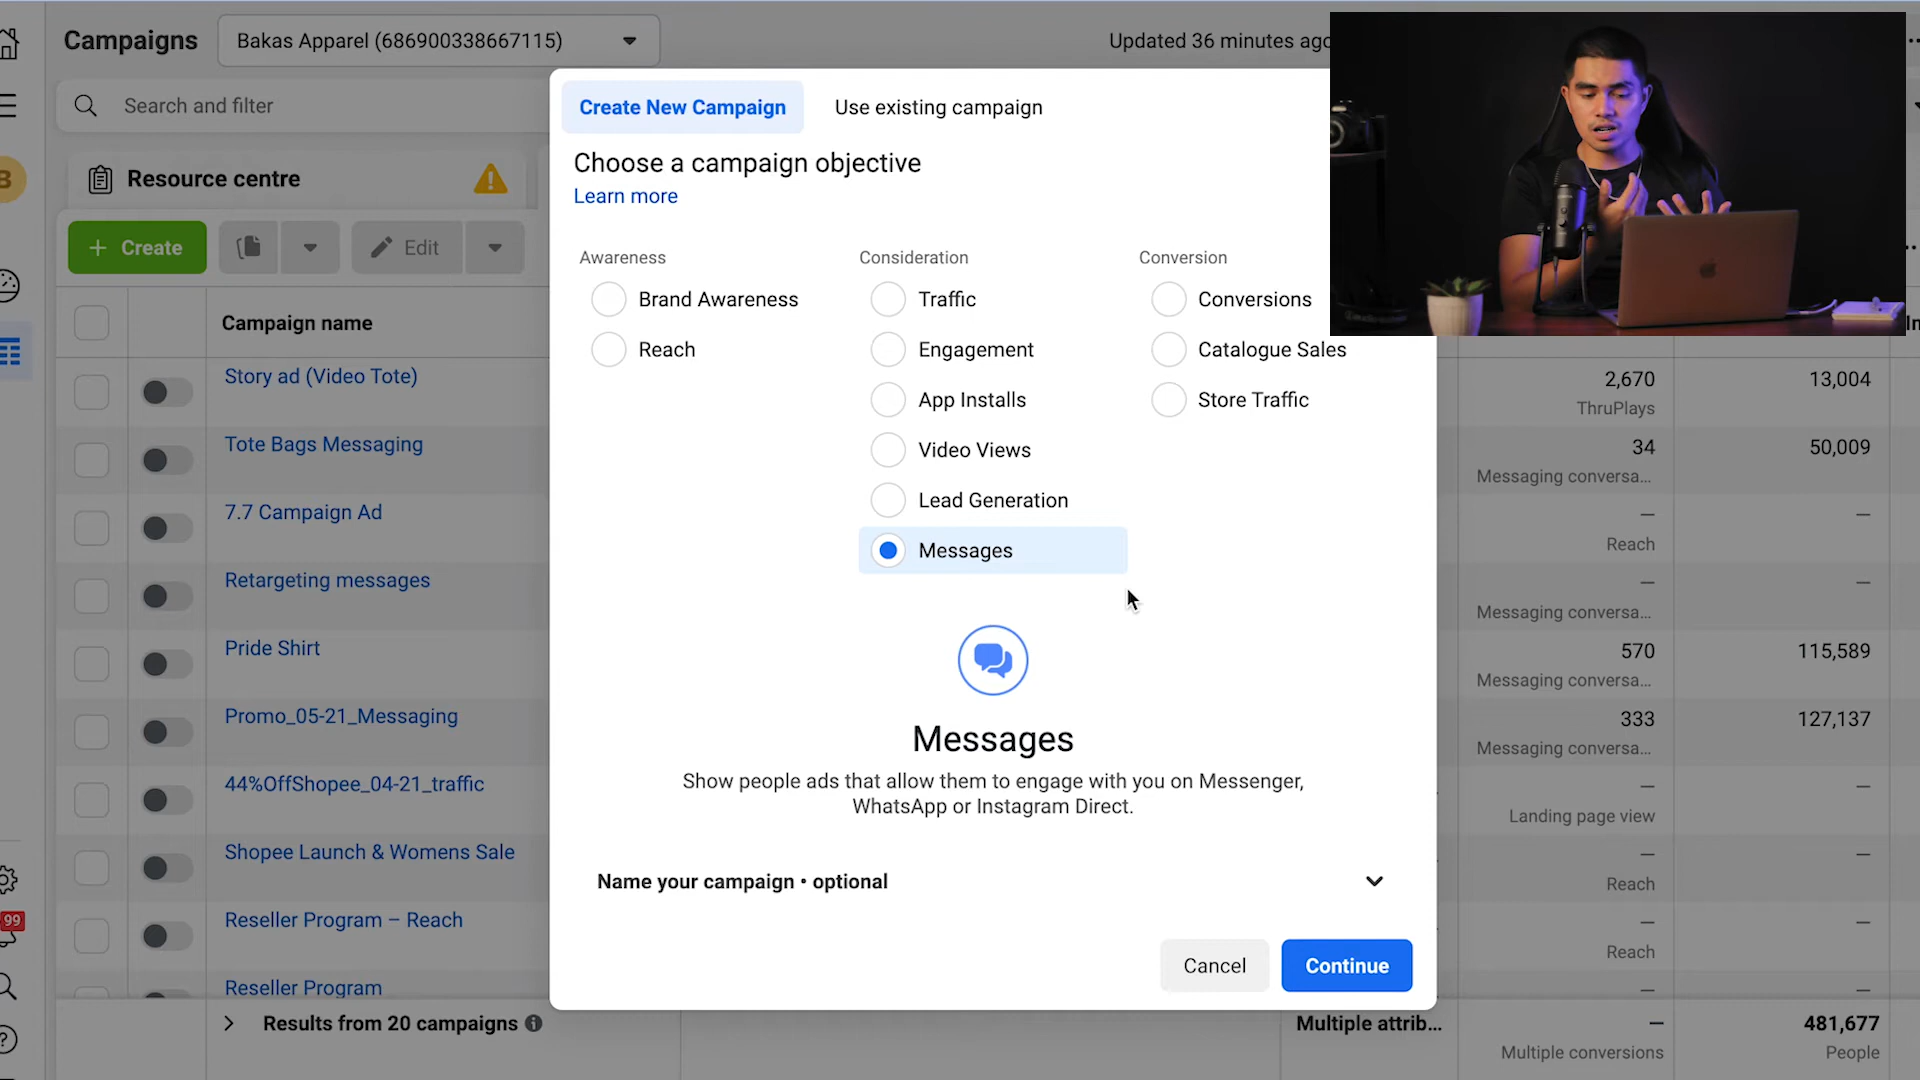 Campaigns
Bakas Apparel (686900338667115)
Updated 36 minutes ago
Search and filter
Create New Campaign
Use existing campaign
B
Resource centre
Choose a campaign objective
Learn more
+ Create
Edit
Awareness
Consideration
Conversion
Brand Awareness
Traffic
Conversions
Reach
Engagement
Catalogue Sales
App Installs
Store Traffic
Video Views
Lead Generation
Messages
Messages
Show people ads that allow them to engage with you on Messenger,
WhatsApp or Instagram Direct.
Name your campaign • optional
Cancel
Continue
Campaign name
In
Story ad (Video Tote)
2,670
13,004
ThruPlays
Tote Bags Messaging
34
50,009
Messaging conversa...
7.7 Campaign Ad
—
—
Reach
Retargeting messages
—
—
Messaging conversa...
Pride Shirt
570
115,589
Messaging conversa...
Promo_05-21_Messaging
333
127,137
Messaging conversa...
44%OffShopee_04-21_traffic
—
—
Landing page view
Shopee Launch & Womens Sale
—
—
Reach
99
Reseller Program – Reach
—
—
Reach
Reseller Program
—
—
Results from 20 campaigns
Multiple attrib...
—
481,677
Multiple conversions
People